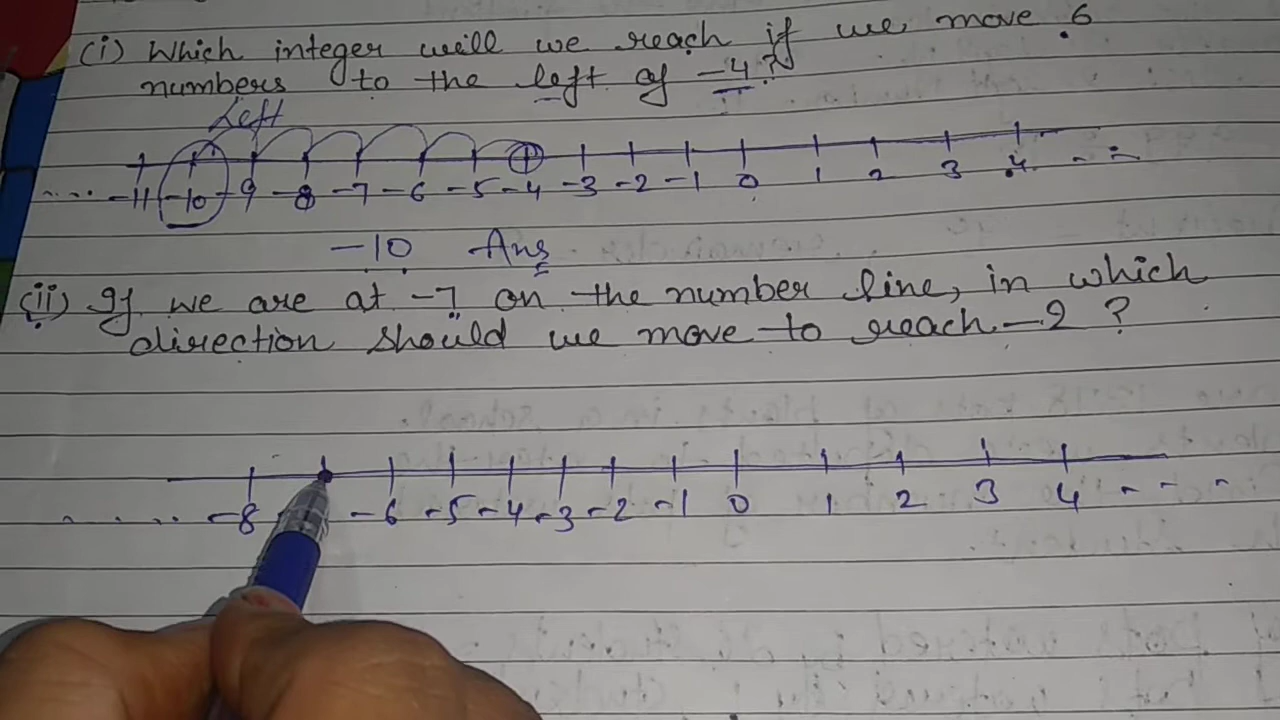 (i) Which integer will we reach if we move 6
numbers to the left of -4?
Left
.... -11 -10 -9 -8 -7 -6 -5 -4 -3 -2 -1 0 1 2 3 4 ...
-10 Ans
(ii) If we are at -7 on the number line, in which
direction should we move to reach -2 ?
.... -8 -6 -5 -4 -3 -2 -1 0 1 2 3 4 - - -